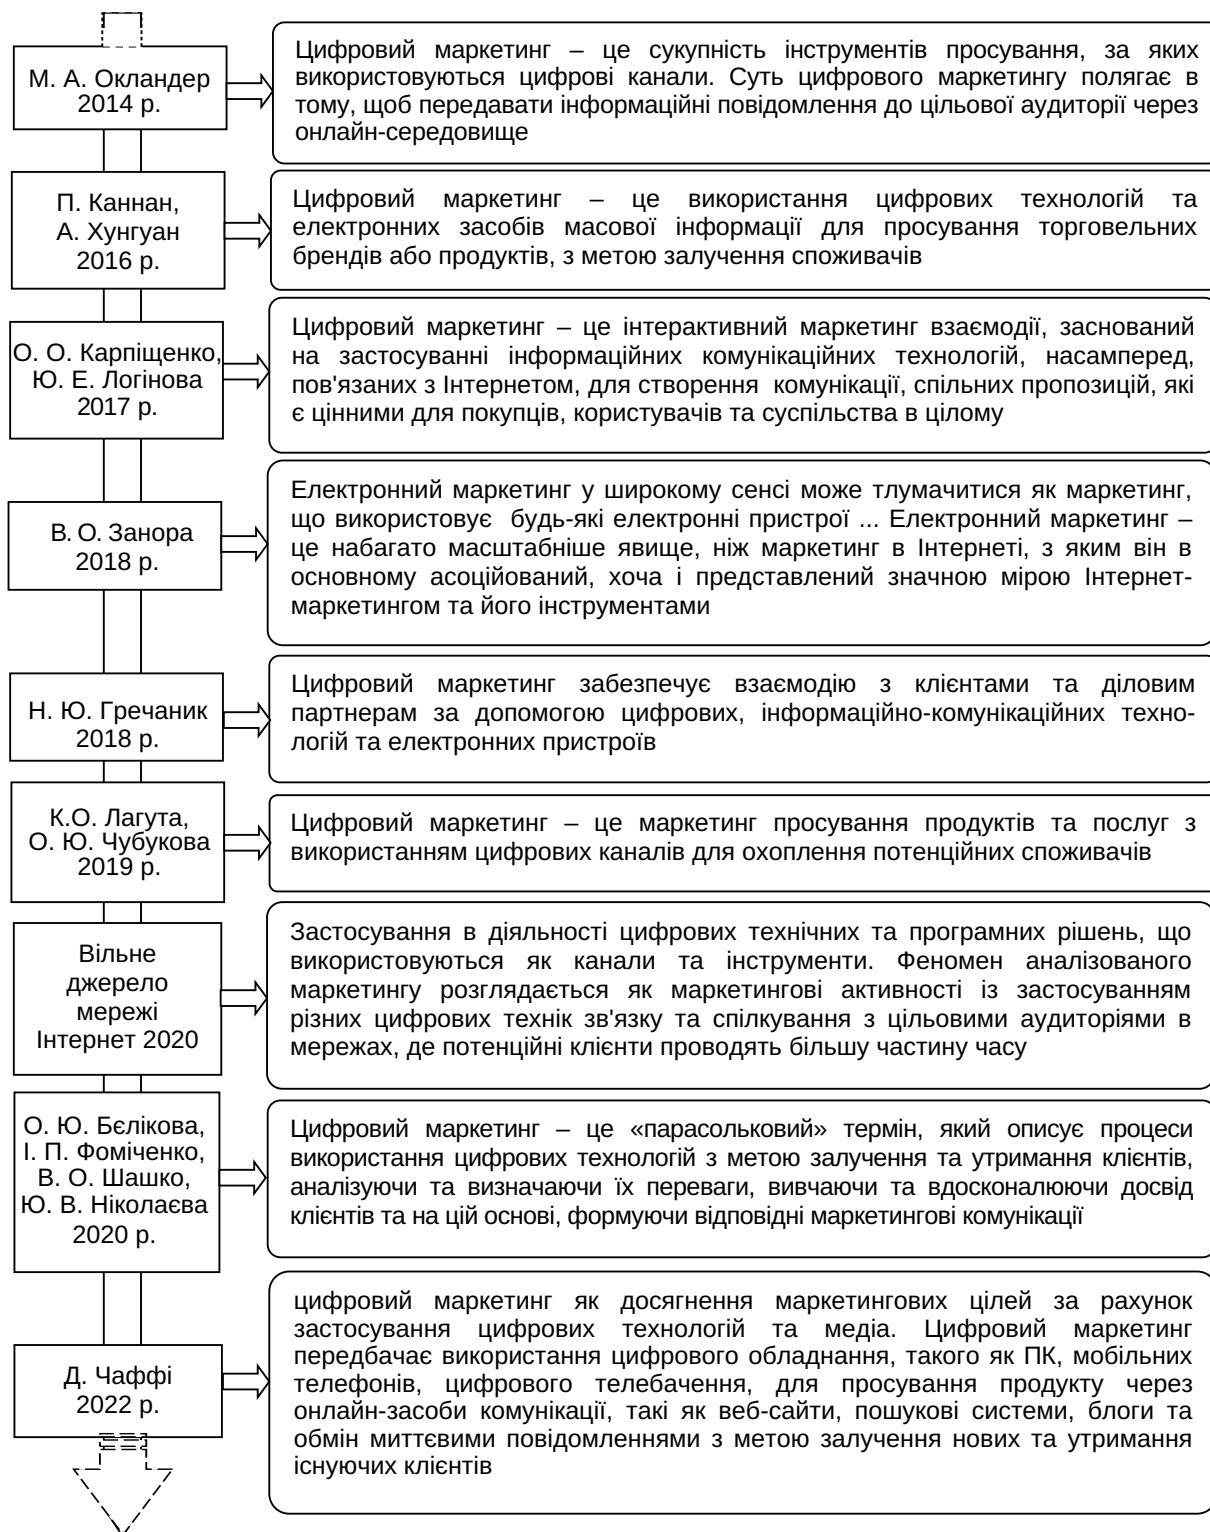 М. А. Окландер
2014 р.
Цифровий маркетинг – це сукупність інструментів просування, за яких
використовуються цифрові канали. Суть цифрового маркетингу полягає в
тому, щоб передавати інформаційні повідомлення до цільової аудиторії через
онлайн-середовище
П. Каннан,
А. Хунгуан
2016 р.
Цифровий маркетинг – це використання цифрових технологій та
електронних засобів масової інформації для просування торговельних
брендів або продуктів, з метою залучення споживачів
О. О. Карпіщенко,
Ю. Е. Логінова
2017 р.
Цифровий маркетинг – це інтерактивний маркетинг взаємодії, заснований
на застосуванні інформаційних комунікаційних технологій, насамперед,
пов'язаних з Інтернетом, для створення комунікації, спільних пропозицій, які
є цінними для покупців, користувачів та суспільства в цілому
В. О. Занора
2018 р.
Електронний маркетинг у широкому сенсі може тлумачитися як маркетинг,
що використовує будь-які електронні пристрої ... Електронний маркетинг –
це набагато масштабніше явище, ніж маркетинг в Інтернеті, з яким він в
основному асоційований, хоча і представлений значною мірою Інтернет-
маркетингом та його інструментами
Н. Ю. Гречаник
2018 р.
Цифровий маркетинг забезпечує взаємодію з клієнтами та діловим
партнерам за допомогою цифрових, інформаційно-комунікаційних техно-
логій та електронних пристроїв
К.О. Лагута,
О. Ю. Чубукова
2019 р.
Цифровий маркетинг – це маркетинг просування продуктів та послуг з
використанням цифрових каналів для охоплення потенційних споживачів
Вільне
джерело
мережі
Інтернет 2020
Застосування в діяльності цифрових технічних та програмних рішень, що
використовуються як канали та інструменти. Феномен аналізованого
маркетингу розглядається як маркетингові активності із застосуванням
різних цифрових технік зв'язку та спілкування з цільовими аудиторіями в
мережах, де потенційні клієнти проводять більшу частину часу
О. Ю. Бєлікова,
І. П. Фоміченко,
В. О. Шашко,
Ю. В. Ніколаєва
2020 р.
Цифровий маркетинг – це «парасольковий» термін, який описує процеси
використання цифрових технологій з метою залучення та утримання клієнтів,
аналізуючи та визначаючи їх переваги, вивчаючи та вдосконалюючи досвід
клієнтів та на цій основі, формуючи відповідні маркетингові комунікації
Д. Чаффі
2022 р.
цифровий маркетинг як досягнення маркетингових цілей за рахунок
застосування цифрових технологій та медіа. Цифровий маркетинг
передбачає використання цифрового обладнання, такого як ПК, мобільних
телефонів, цифрового телебачення, для просування продукту через
онлайн-засоби комунікації, такі як веб-сайти, пошукові системи, блоги та
обмін миттєвими повідомленнями з метою залучення нових та утримання
існуючих клієнтів